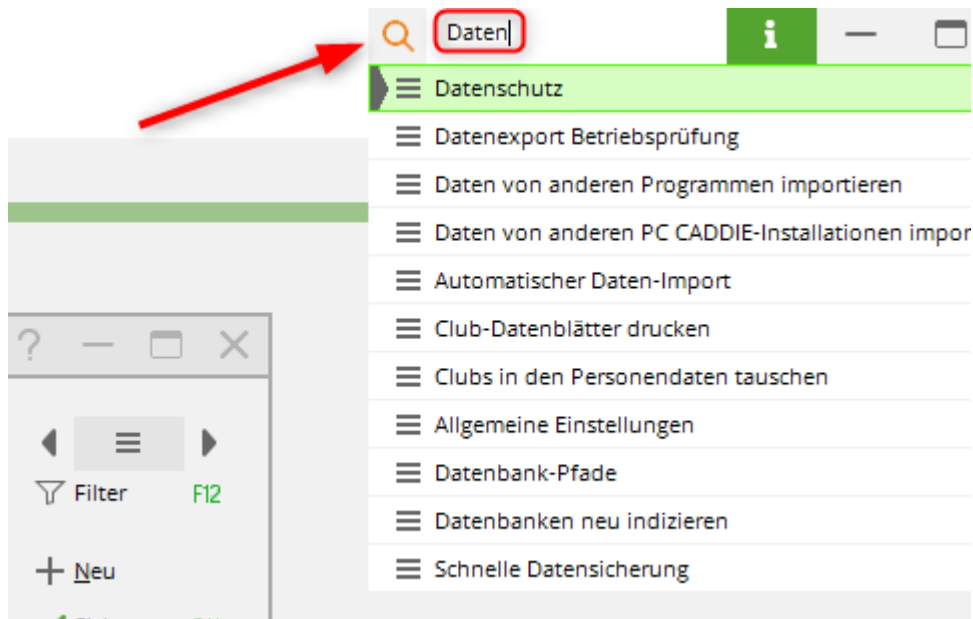 Daten
Datenschutz
Datenexport Betriebsprüfung
Daten von anderen Programmen importieren
Daten von anderen PC CADDIE-Installationen impor
Automatischer Daten-Import
Club-Datenblätter drucken
Clubs in den Personendaten tauschen
Allgemeine Einstellungen
Datenbank-Pfade
Datenbanken neu indizieren
Schnelle Datensicherung
?
Filter F12
Neu